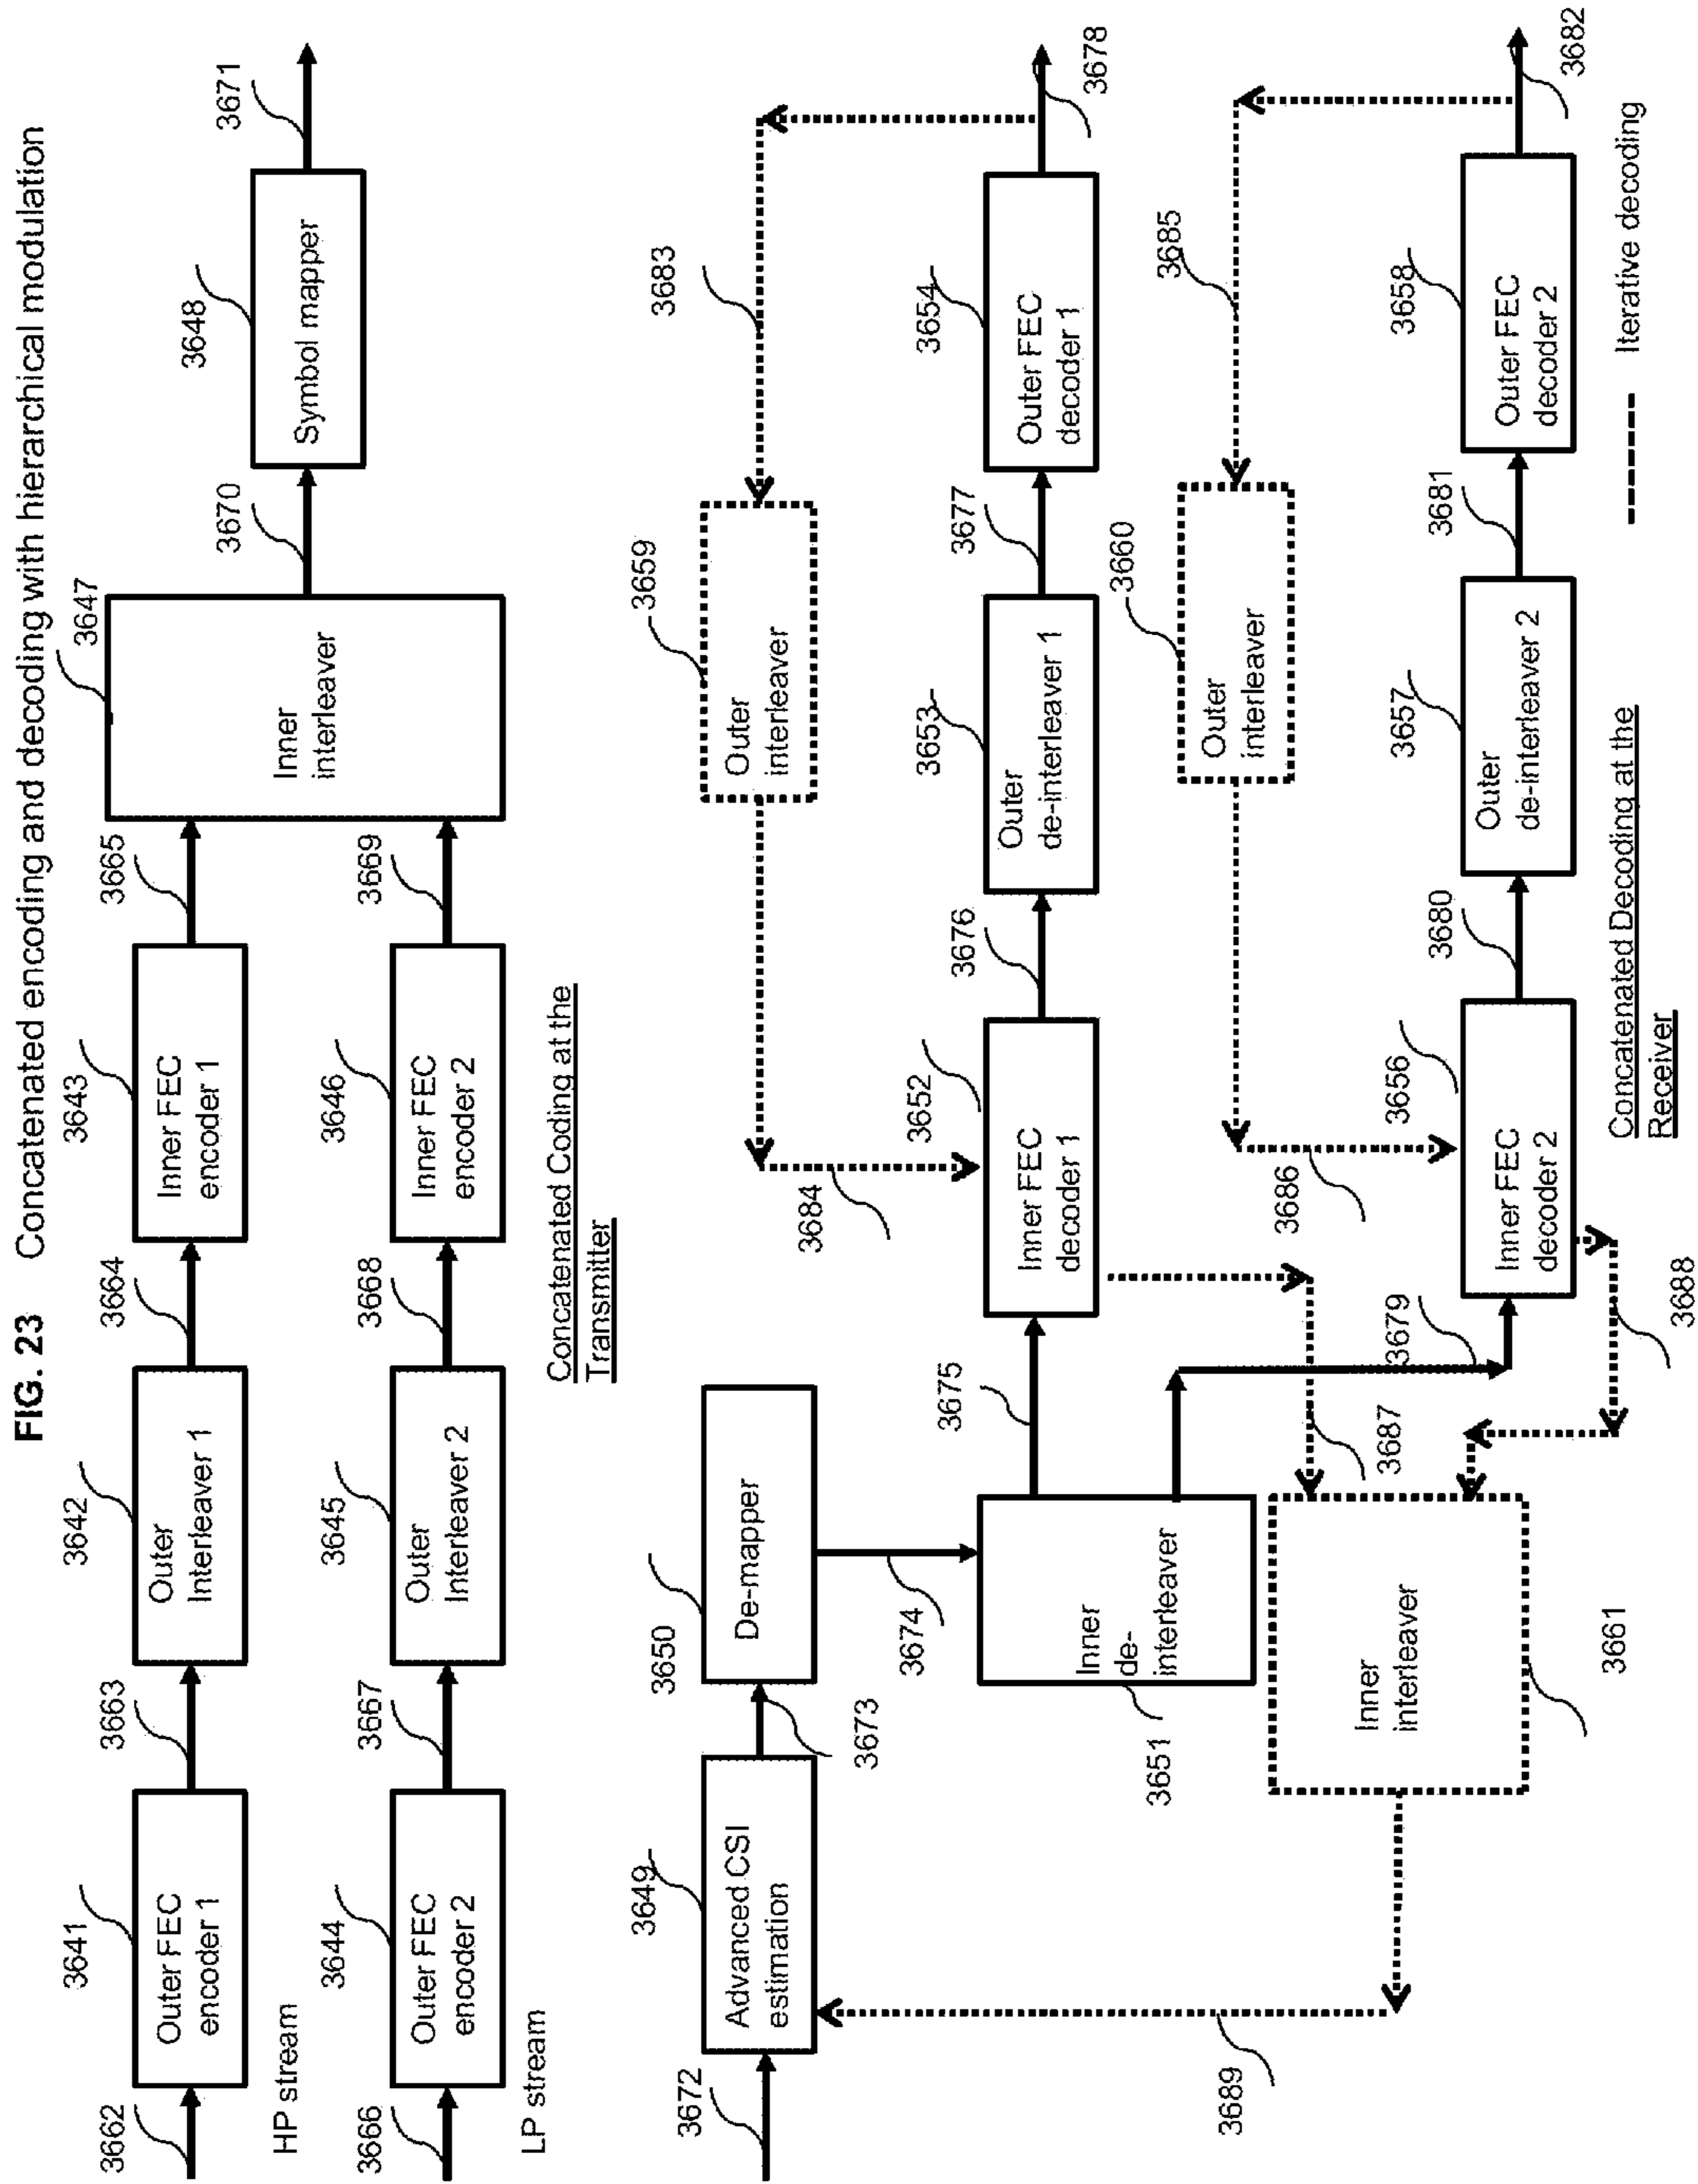 FIG. 23 Concatenated encoding and decoding with hierarchical modulation
3662
HP stream
3641
Outer FEC
encoder 1
3663
3642
Outer
Interleaver 1
3664
3643
Inner FEC
encoder 1
3665
3647
Inner
interleaver
3670
3648
Symbol mapper
3671
3666
LP stream
3644
Outer FEC
encoder 2
3667
3645
Outer
Interleaver 2
3668
3646
Inner FEC
encoder 2
3669
Concatenated Coding at the
Transmitter
3672
3649
Advanced CSI
estimation
3673
3650
De-mapper
3674
3684
3659
Outer
interleaver
3683
3651
Inner
de-
interleaver
3675
3652
Inner FEC
decoder 1
3676
3653
Outer
de-interleaver 1
3677
3654
Outer FEC
decoder 1
3678
3689
Inner
interleaver
3661
3687
3686
3660
Outer
interleaver
3685
3679
3688
3656
Inner FEC
decoder 2
3680
3657
Outer
de-interleaver 2
3681
3658
Outer FEC
decoder 2
3682
Concatenated Decoding at the
Receiver
Iterative decoding